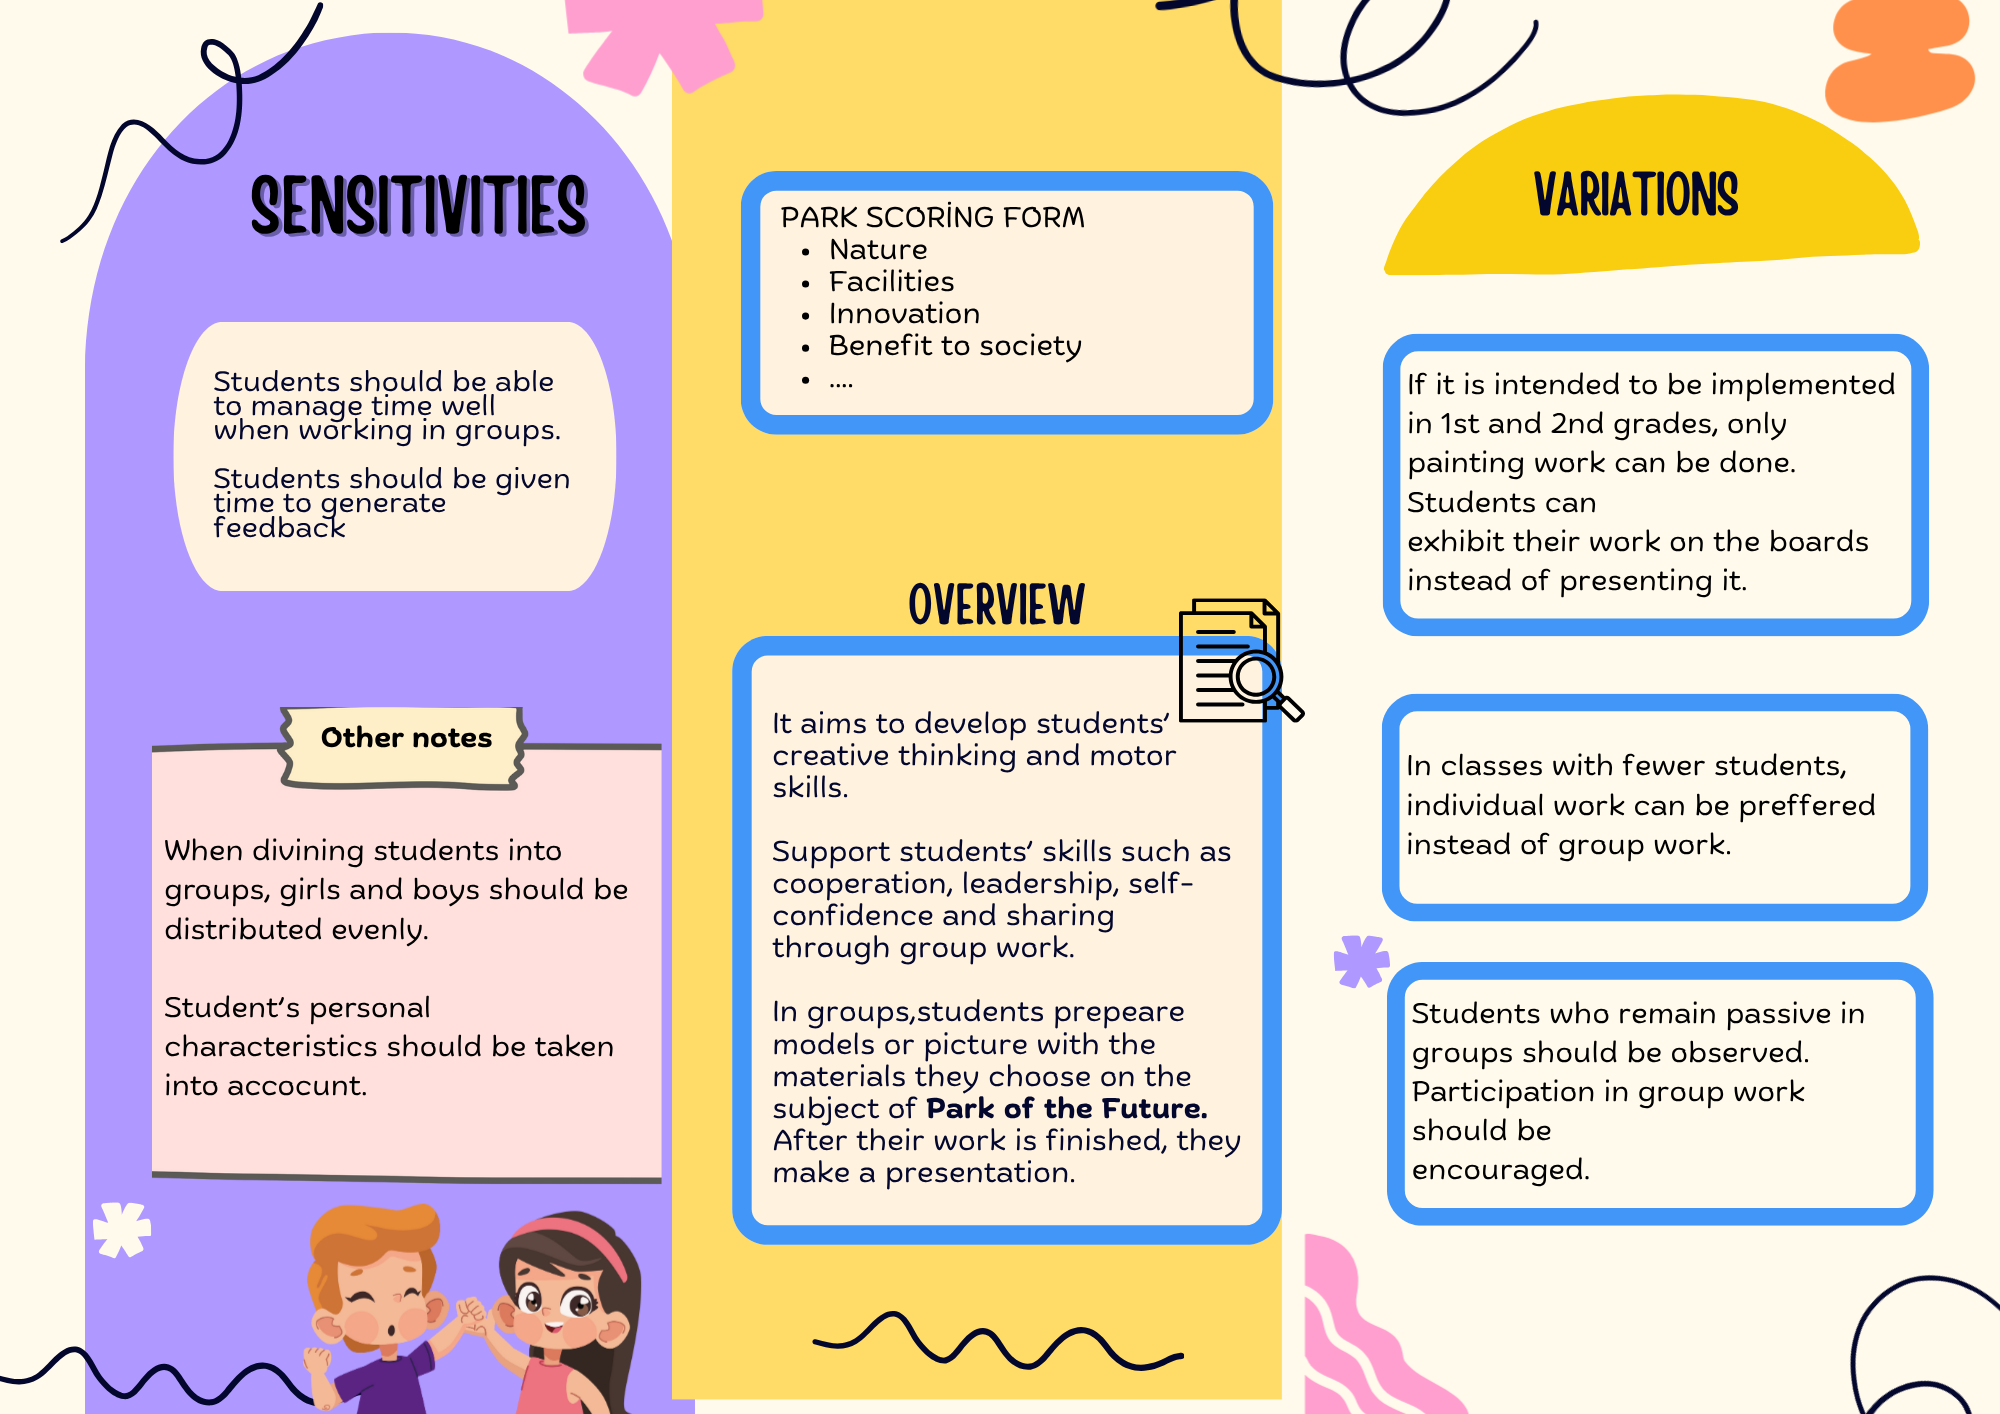 SENSITIVITIES
Students should be able
to manage time well
when working in groups.
Students should be given
time to generate
feedback
Other notes
When divining students into
groups, girls and boys should be
distributed evenly.
Student's personal
characteristics should be taken
into accocunt.
PARK SCORİNG FORM
• Nature
• Facilities
• Innovation
• Benefit to society
• ....
OVERVIEW
It aims to develop students'
creative thinking and motor
skills.
Support students' skills such as
cooperation, leadership, self-
confidence and sharing
through group work.
In groups,students prepeare
models or picture with the
materials they choose on the
subject of Park of the Future.
After their work is finished, they
make a presentation.
VARIATIONS
If it is intended to be implemented
in 1st and 2nd grades, only
painting work can be done.
Students can
exhibit their work on the boards
instead of presenting it.
In classes with fewer students,
individual work can be preffered
instead of group work.
Students who remain passive in
groups should be observed.
Participation in group work
should be
encouraged.